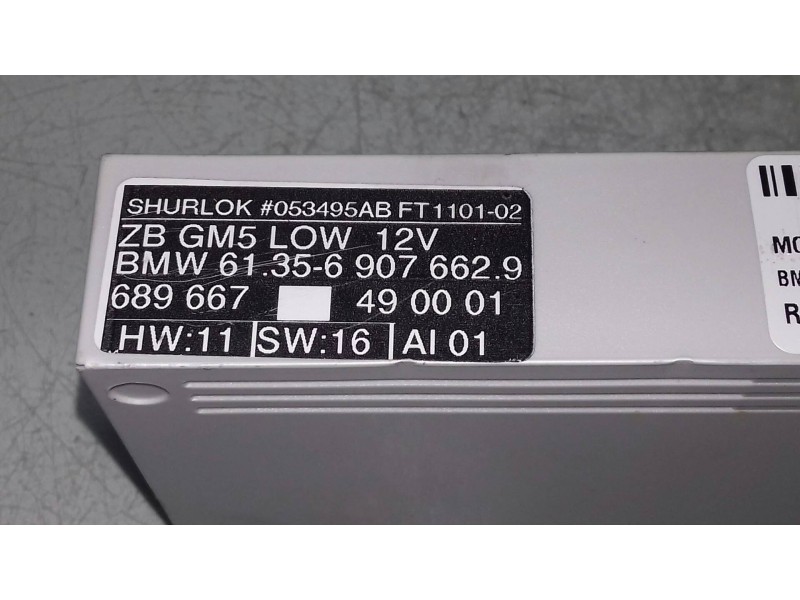 SHURLOK #053495AB FT1101-02
ZB GM5 LOW 12V
BMW 61.35-6 907 662.9
689 667 49 00 01
HW:11 SW:16 AI 01